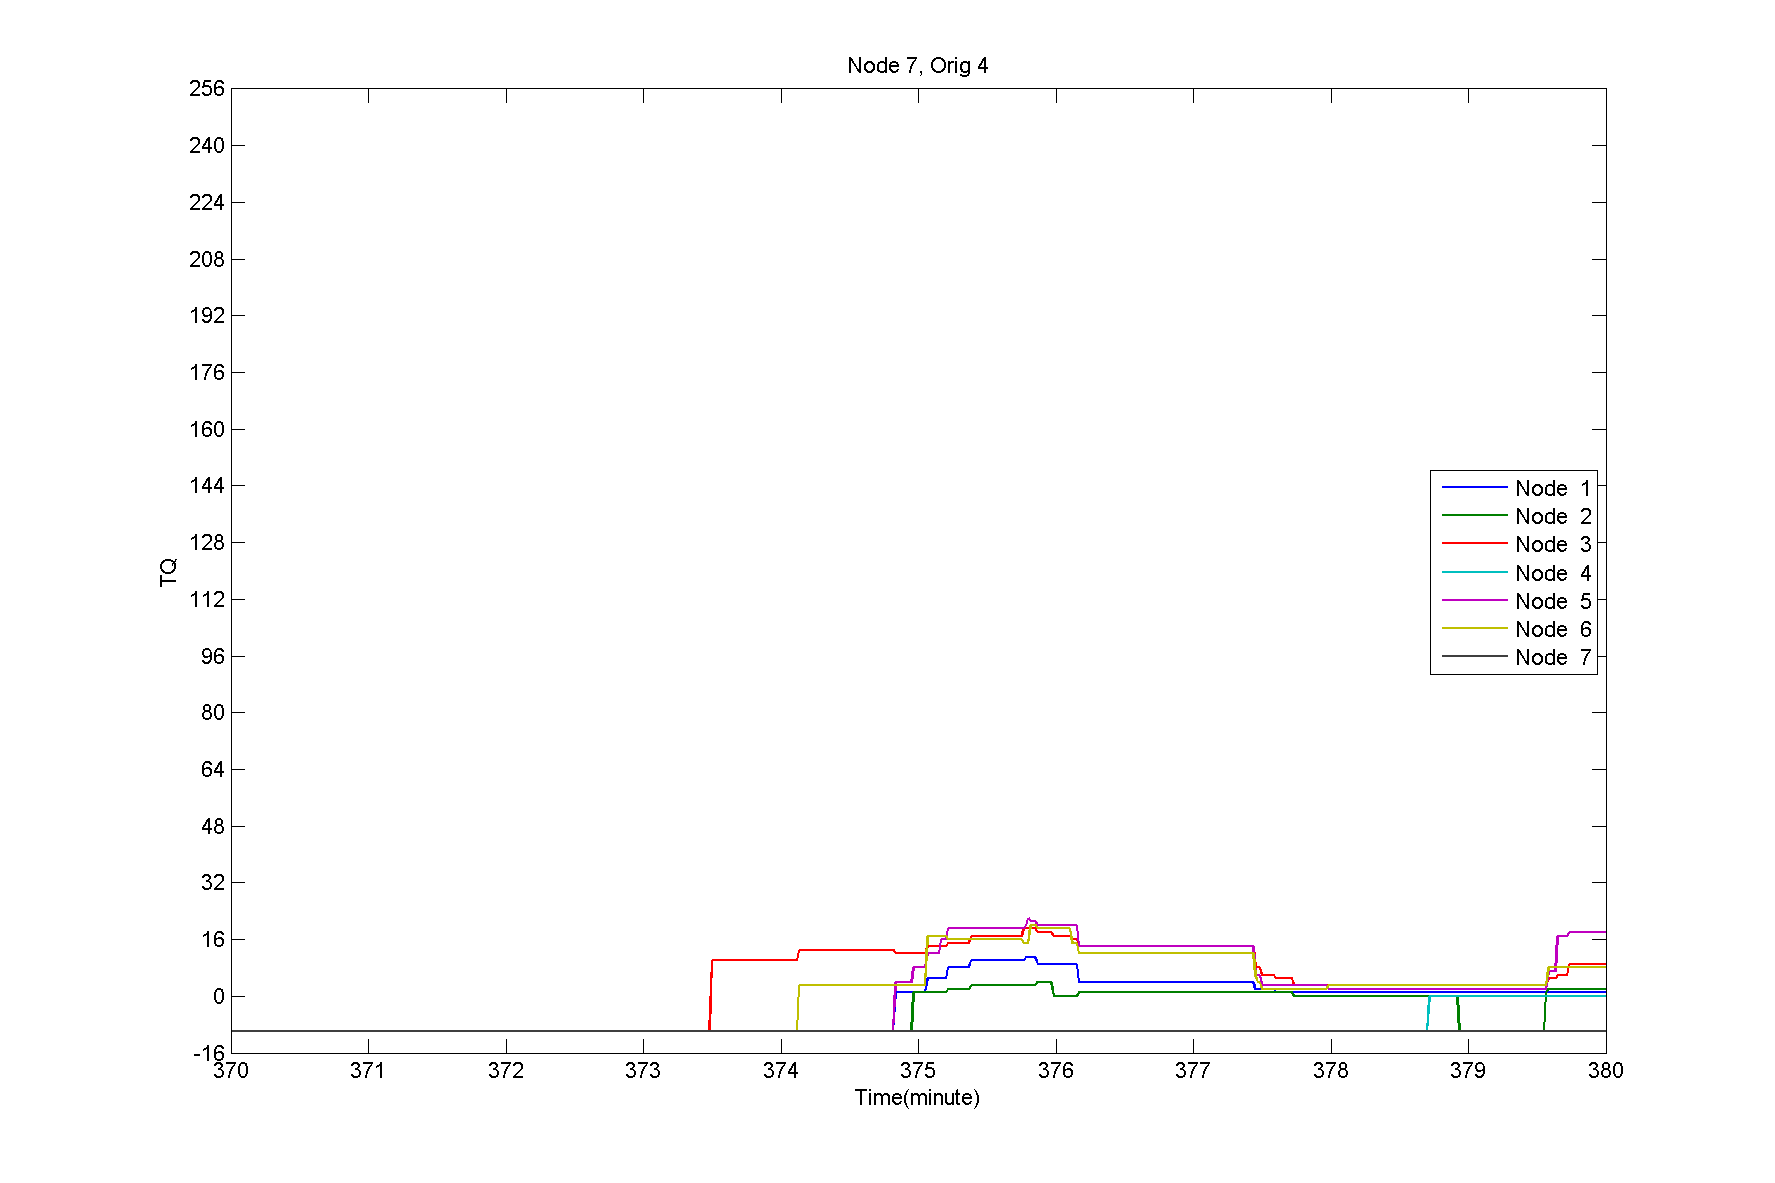 Node 7, Orig 4
256
240
224
208
192
176
160
144
128
112
96
80
64
48
32
16
0
-16
TQ
Node 1
Node 2
Node 3
Node 4
Node 5
Node 6
Node 7
370 371 372 373 374 375 376 377 378 379 380
Time(minute)